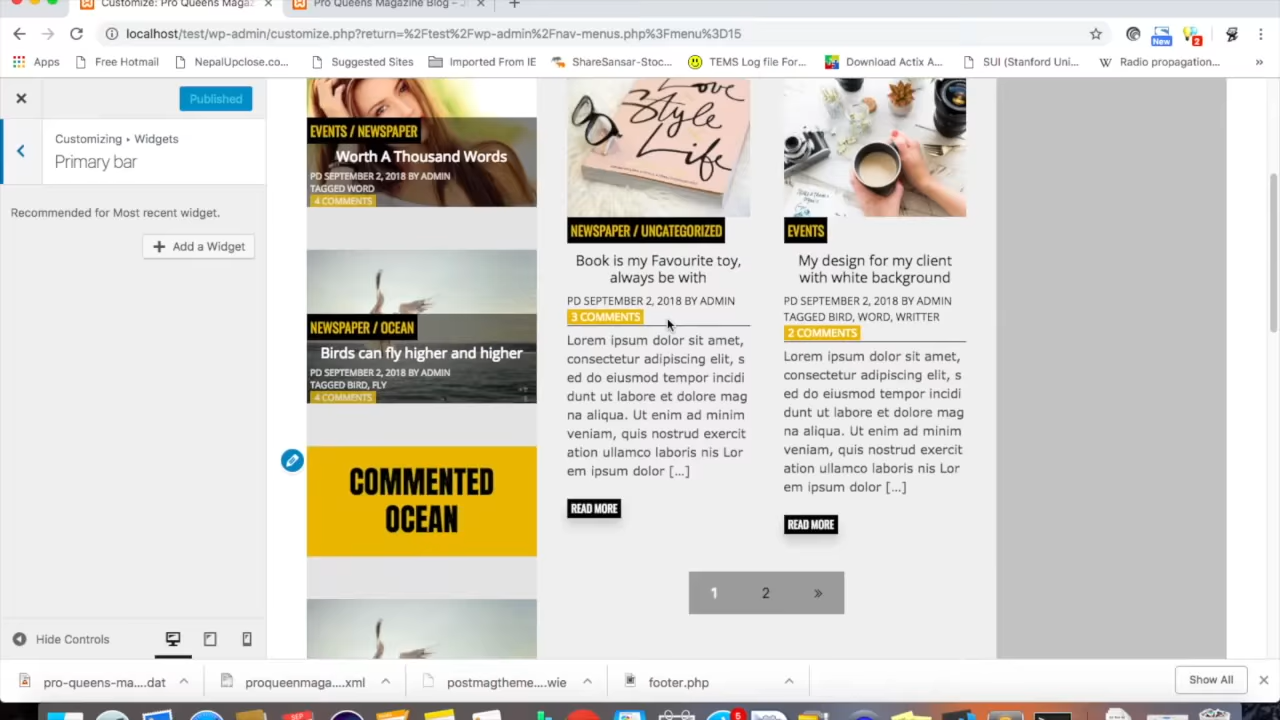 Customize: Pro Queens Magaz
Pro Queens Magazine Blog – J
localhost/test/wp-admin/customize.php?return=%2Ftest%2Fwp-admin%2Fnav-menus.php%3Fmenu%3D15
New
2
Apps
Free Hotmail
NepalUpclose.co...
Suggested Sites
Imported From IE
ShareSansar-Stoc...
TEMS Log file For...
Download Actix A...
SUI (Stanford Uni...
Radio propagation...
»
Published
Customizing ▸ Widgets
Primary bar
Recommended for Most recent widget.
Add a Widget
Hide Controls
EVENTS / NEWSPAPER
Worth A Thousand Words
PD SEPTEMBER 2, 2018 BY ADMIN
TAGGED WORD
4 COMMENTS
NEWSPAPER / OCEAN
Birds can fly higher and higher
PD SEPTEMBER 2, 2018 BY ADMIN
TAGGED BIRD, FLY
4 COMMENTS
COMMENTED
OCEAN
Love
Style
Life
NEWSPAPER / UNCATEGORIZED
Book is my Favourite toy,
always be with
PD SEPTEMBER 2, 2018 BY ADMIN
3 COMMENTS
Lorem ipsum dolor sit amet,
consectetur adipiscing elit, s
ed do eiusmod tempor incidi
dunt ut labore et dolore mag
na aliqua. Ut enim ad minim
veniam, quis nostrud exercit
ation ullamco laboris nis Lor
em ipsum dolor [...]
READ MORE
EVENTS
My design for my client
with white background
PD SEPTEMBER 2, 2018 BY ADMIN
TAGGED BIRD, WORD, WRITTER
2 COMMENTS
Lorem ipsum dolor sit amet,
consectetur adipiscing elit, s
ed do eiusmod tempor incidi
dunt ut labore et dolore mag
na aliqua. Ut enim ad minim
veniam, quis nostrud exercit
ation ullamco laboris nis Lor
em ipsum dolor [...]
READ MORE
1 2 »
pro-queens-ma....dat
proqueenmaga....xml
postmagtheme....wie
footer.php
Show All
SEP
6